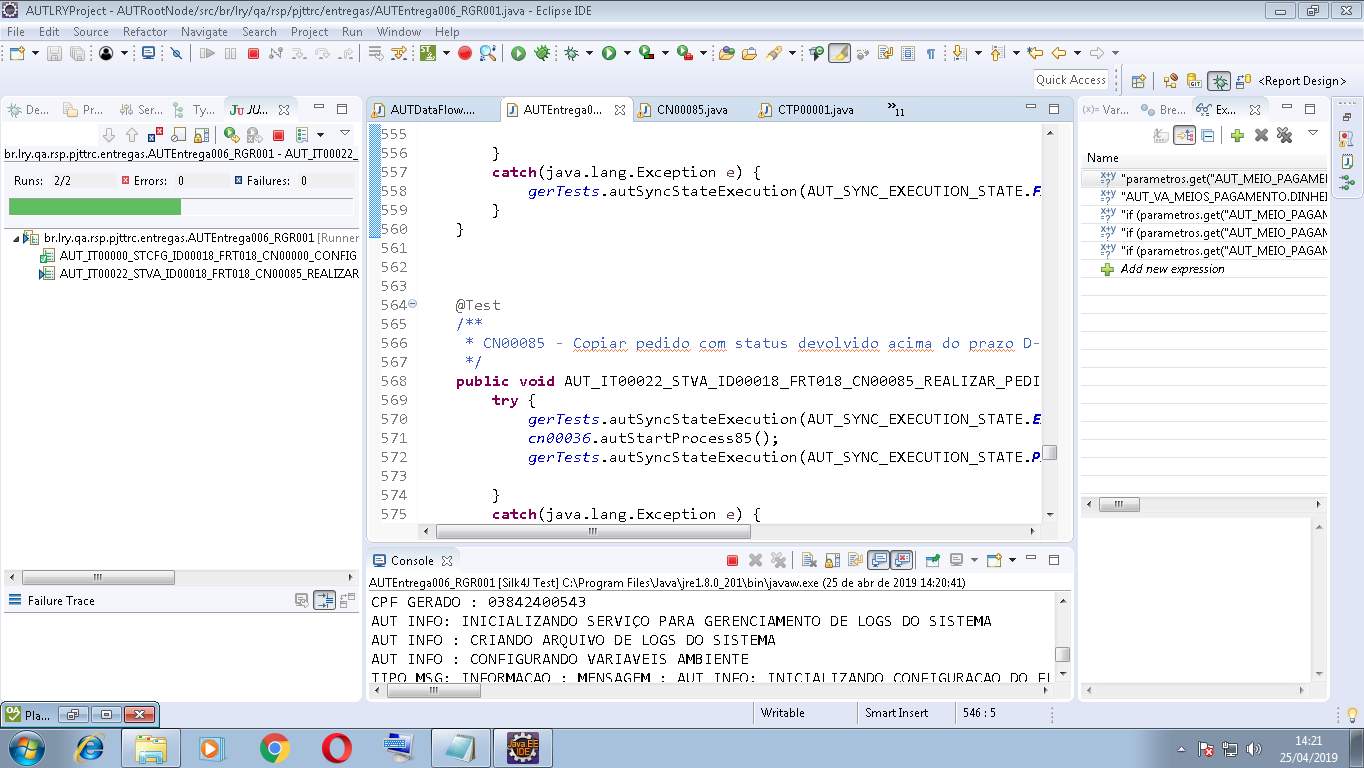 AUTLRYProject - AUTRootNode/src/br/lry/qa/rsp/pjttrc/entregas/AUTEntrega006_RGR001.java - Eclipse IDE
File Edit Source Refactor Navigate Search Project Run Window Help
Quick Access
<Report Design>
De...
Pr...
Ser...
Ty...
JU...
AUTDataFlow....
AUTEntrega0...
CN00085.java
CTP00001.java
»11
(x)= Var...
Bre...
Ex...
br.lry.qa.rsp.pjttrc.entregas.AUTEntrega006_RGR001 - AUT_IT00022_
Runs: 2/2
Errors: 0
Failures: 0
br.lry.qa.rsp.pjttrc.entregas.AUTEntrega006_RGR001 [Runner
AUT_IT00000_STCFG_ID00018_FRT018_CN00000_CONFIG
AUT_IT00022_STVA_ID00018_FRT018_CN00085_REALIZAR
Failure Trace
555
556 }
557 catch(java.lang.Exception e) {
558 gerTests.autSyncStateExecution(AUT_SYNC_EXECUTION_STATE.F
559 }
560 }
561
562
563
564 @Test
565 /**
566 * CN00085 - Copiar pedido com status devolvido acima do prazo D-
567 */
568 public void AUT_IT00022_STVA_ID00018_FRT018_CN00085_REALIZAR_PEDI
569 try {
570 gerTests.autSyncStateExecution(AUT_SYNC_EXECUTION_STATE.E
571 cn00036.autStartProcess85();
572 gerTests.autSyncStateExecution(AUT_SYNC_EXECUTION_STATE.P
573
574 }
575 catch(java.lang.Exception e) {
Name
"parametros.get("AUT_MEIO_PAGAMEI
"AUT_VA_MEIOS_PAGAMENTO.DINHE
"if (parametros.get("AUT_MEIO_PAGAM
"if (parametros.get("AUT_MEIO_PAGAM
"if (parametros.get("AUT_MEIO_PAGAM
Add new expression
Console
AUTEntrega006_RGR001 [Silk4J Test] C:\Program Files\Java\jre1.8.0_201\bin\javaw.exe (25 de abr de 2019 14:20:41)
CPF GERADO : 03842400543
AUT INFO: INICIALIZANDO SERVIÇO PARA GERENCIAMENTO DE LOGS DO SISTEMA
AUT INFO : CRIANDO ARQUIVO DE LOGS DO SISTEMA
AUT INFO : CONFIGURANDO VARIAVEIS AMBIENTE
TIPO MSG: INFORMACAO : MENSAGEM : AUT INFO: INICIALIZANDO CONFIGURACAO DO
Pla...
Writable
Smart Insert
546 : 5
Java EE IDE
14:21
25/04/2019